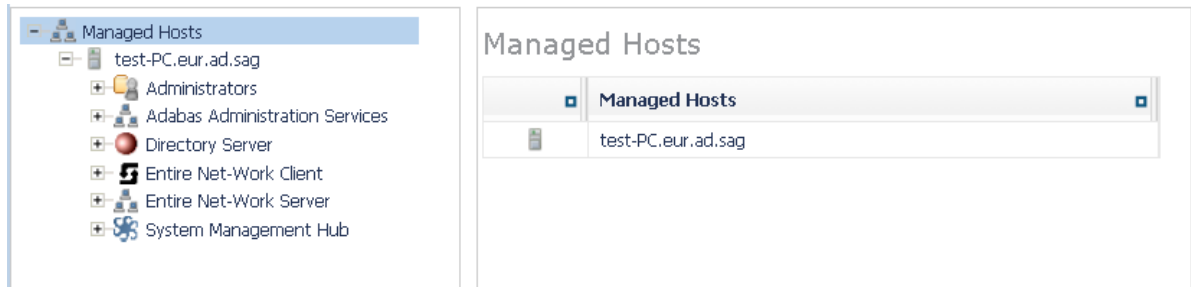 Managed Hosts
test-PC.eur.ad.sag
Administrators
Adabas Administration Services
Directory Server
Entire Net-Work Client
Entire Net-Work Server
System Management Hub
Managed Hosts
Managed Hosts
test-PC.eur.ad.sag